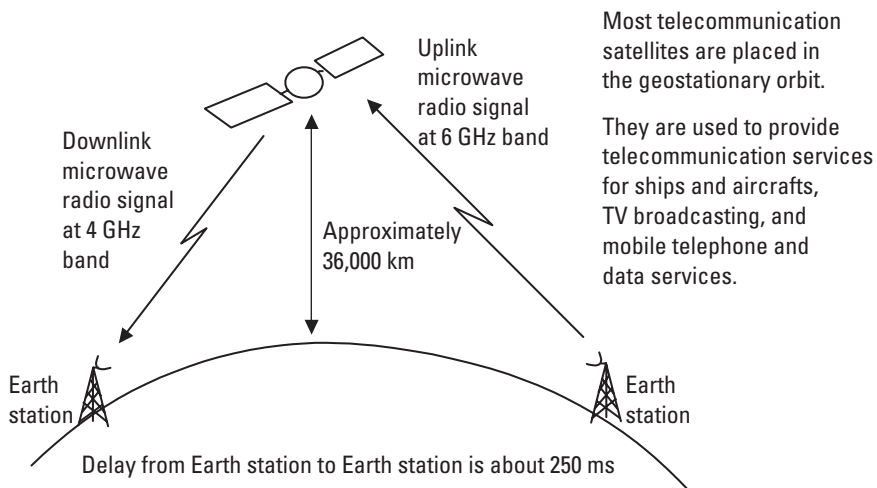 Most telecommunication
satellites are placed in
the geostationary orbit.
They are used to provide
telecommunication services
for ships and aircrafts,
TV broadcasting, and
mobile telephone and
data services.
Uplink
microwave
radio signal
at 6 GHz band
Downlink
microwave
radio signal
at 4 GHz
band
Approximately
36,000 km
Earth
station
Earth
station
Delay from Earth station to Earth station is about 250 ms